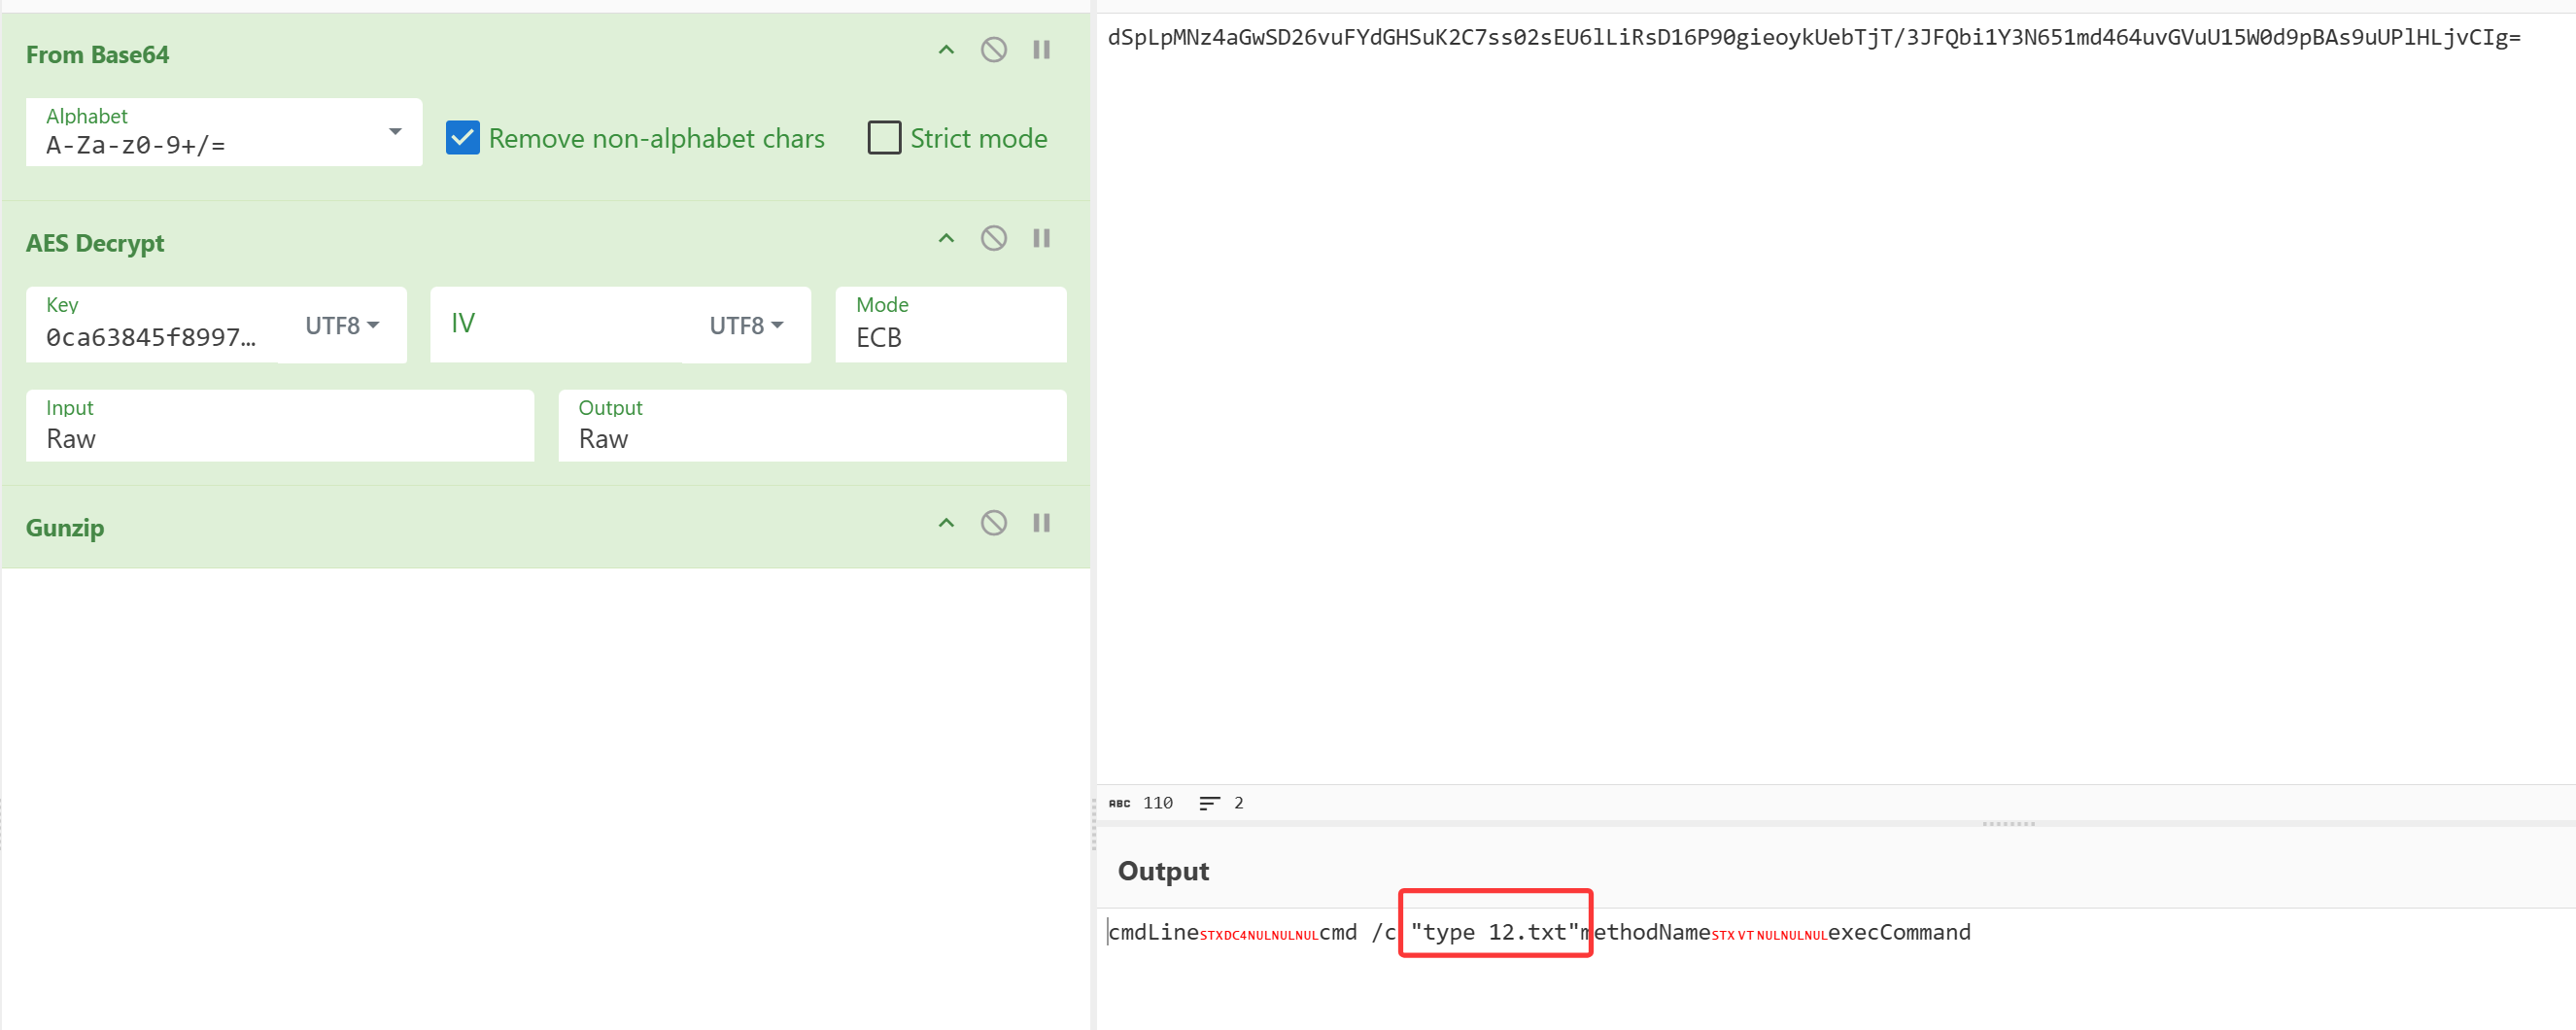 From Base64
Alphabet
A-Za-z0-9+/=
Remove non-alphabet chars
Strict mode
AES Decrypt
Key
0ca63845f8997…
UTF8
IV
UTF8
Mode
ECB
Input
Raw
Output
Raw
Gunzip
dSpLpMNz4aGwSD26vuFYdGHSuK2C7ss02sEU6lLiRsD16P90gieoykUebTjT/3JFQbi1Y3N651md464uvGVuU15W0d9pBAs9uUPlHLjvCIg=
ABC 110 2
Output
cmdLineSTXDC4NULNULNULcmd /c "type 12.txt"methodNameSTXVTNULNULNULexecCommand